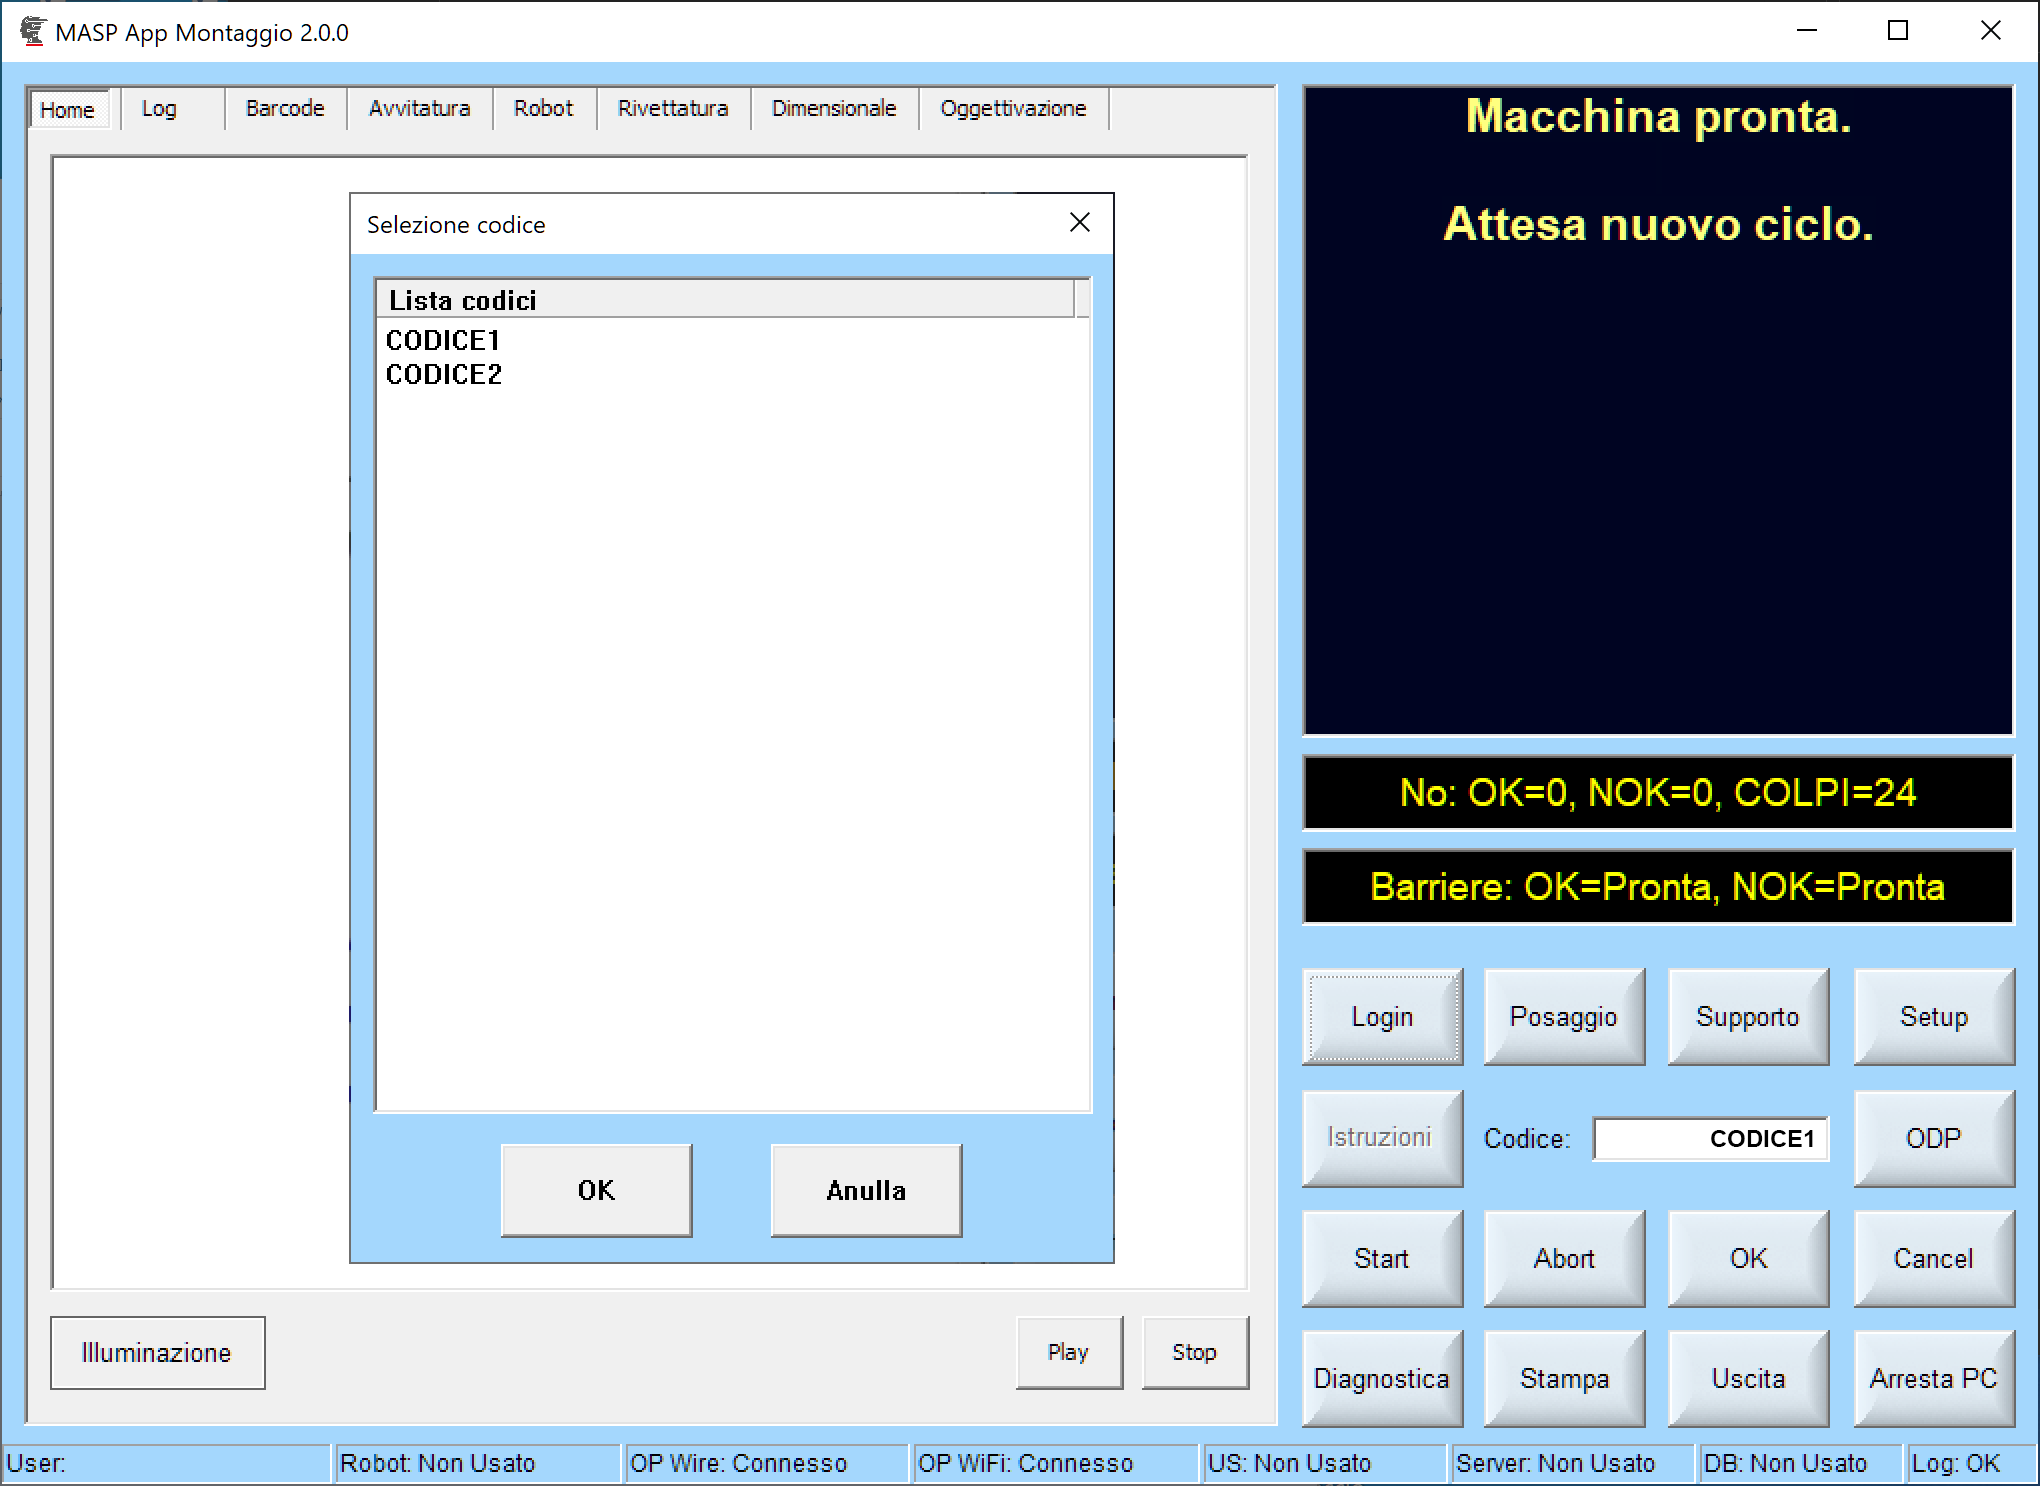 MASP App Montaggio 2.0.0
Home Log Barcode Avvitatura Robot Rivettatura Dimensionale Oggettivazione
Selezione codice
Lista codici
CODICE1
CODICE2
OK Anulla
Illuminazione Play Stop
Macchina pronta.
Attesa nuovo ciclo.
No: OK=0, NOK=0, COLPI=24
Barriere: OK=Pronta, NOK=Pronta
Login Posaggio Supporto Setup
Istruzioni Codice: CODICE1 ODP
Start Abort OK Cancel
Diagnostica Stampa Uscita Arresta PC
User: Robot: Non Usato OP Wire: Connesso OP WiFi: Connesso US: Non Usato Server: Non Usato DB: Non Usato Log: OK